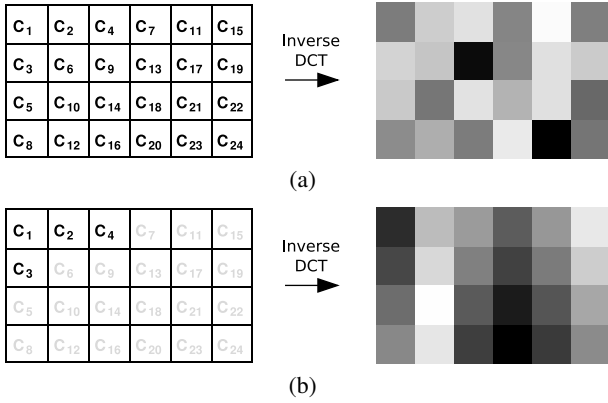 C1 C2 C4 C7 C11 C15
C3 C6 C9 C13 C17 C19
C5 C10 C14 C18 C21 C22
C8 C12 C16 C20 C23 C24
Inverse
DCT
(a)
C1 C2 C4 C7 C11 C15
C3 C6 C9 C13 C17 C19
C5 C10 C14 C18 C21 C22
C8 C12 C16 C20 C23 C24
Inverse
DCT
(b)